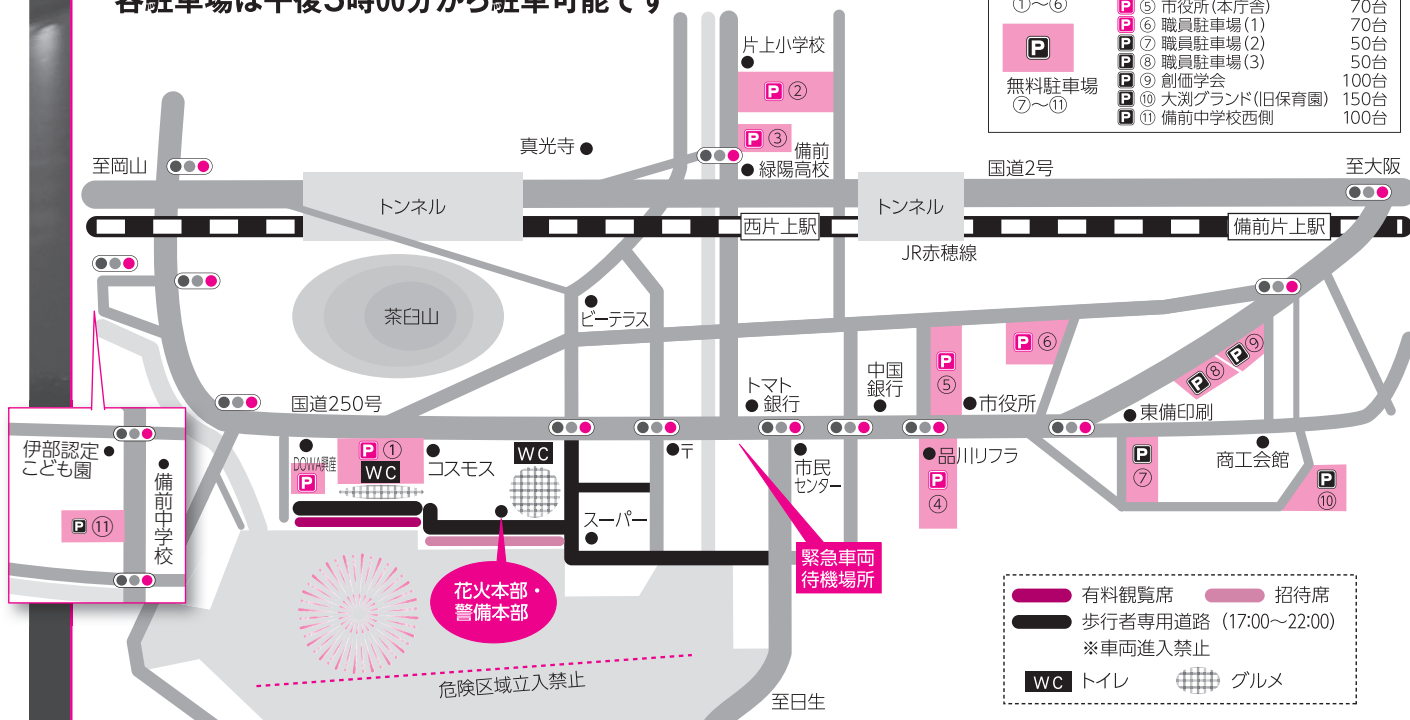 各駐車場は午後3時00分から駐車可能です
①〜⑥
P ⑤ 市役所(本庁舎) 70台
P ⑥ 職員駐車場(1) 70台
P ⑦ 職員駐車場(2) 50台
P ⑧ 職員駐車場(3) 50台
P ⑨ 創価学会 100台
P ⑩ 大渕グランド(旧保育園) 150台
P ⑪ 備前中学校西側 100台
P
無料駐車場
⑦〜⑪
片上小学校
P ②
P ③
真光寺
備前
緑陽高校
至岡山
国道2号
至大阪
トンネル
トンネル
西片上駅
備前片上駅
JR赤穂線
茶臼山
ビーテラス
P ⑥
P ⑨
P ⑧
P
⑤
中国
銀行
トマト
銀行
国道250号
市役所
東備印刷
伊部認定
こども園
備前中学校
P ⑪
P
P ①
WC
コスモス
WC
〒
市民
センター
品川リフラ
P
④
P
⑦
商工会館
P
⑩
スーパー
緊急車両
待機場所
花火本部・
警備本部
危険区域立入禁止
至日生
有料観覧席
招待席
歩行者専用道路 (17:00〜22:00)
※車両進入禁止
WC トイレ
グルメ